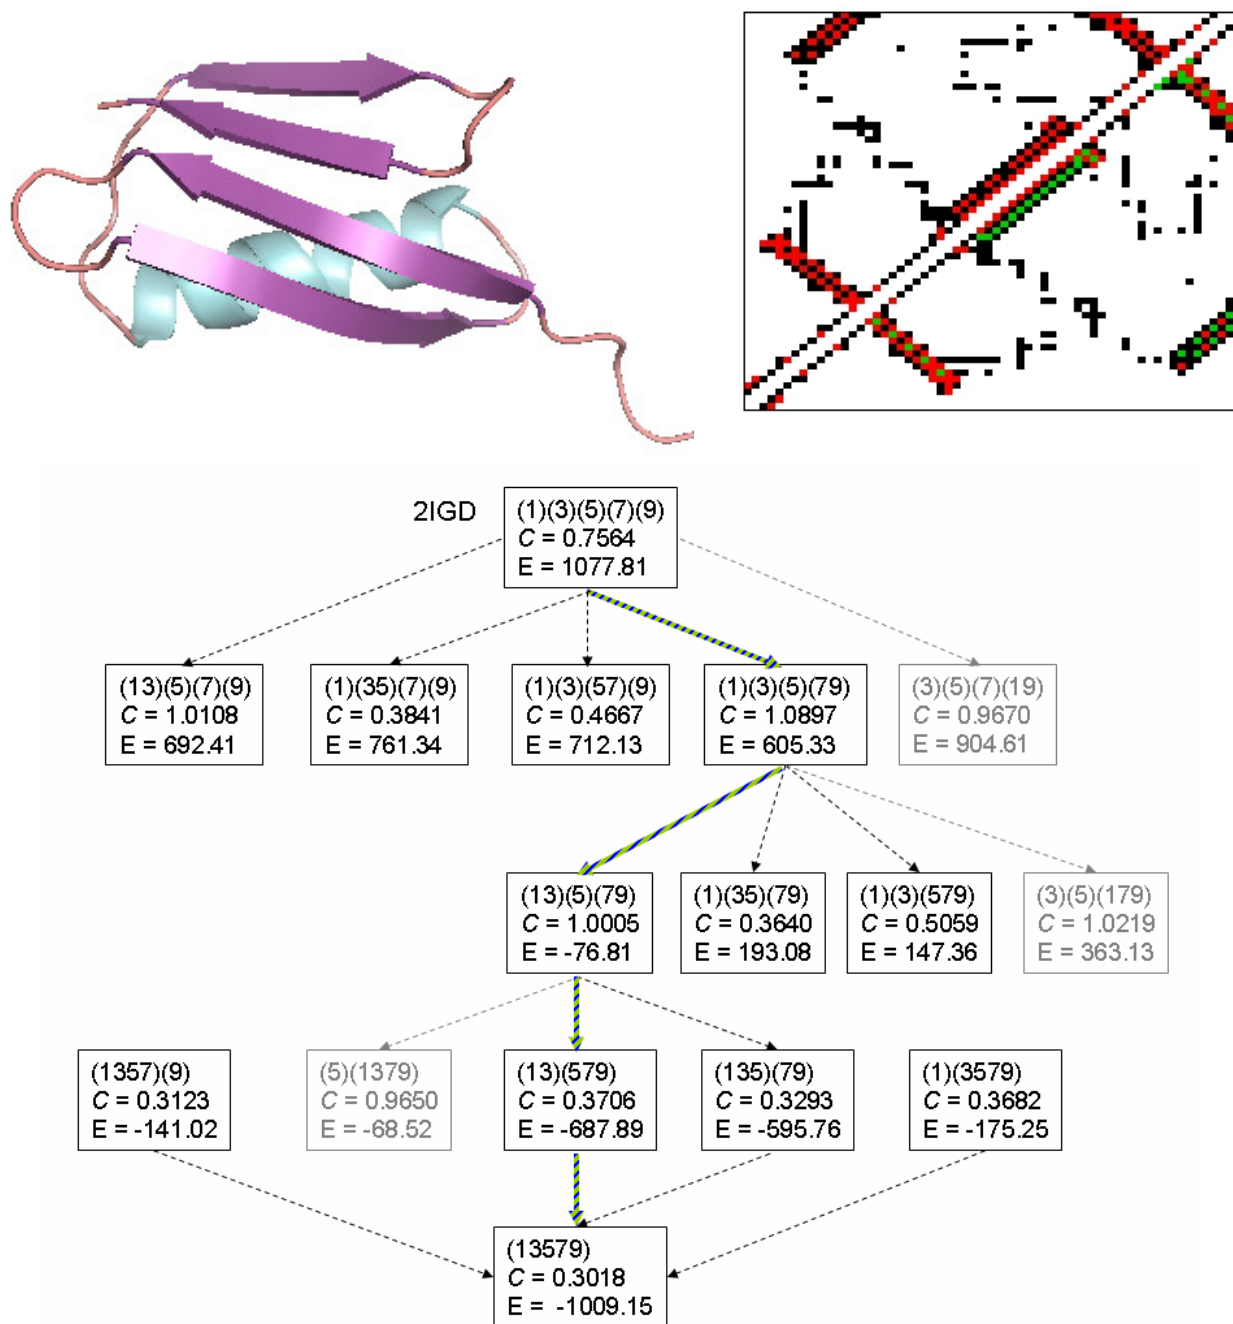 2IGD
(1)(3)(5)(7)(9)
C = 0.7564
E = 1077.81
(13)(5)(7)(9)
C = 1.0108
E = 692.41
(1)(35)(7)(9)
C = 0.3841
E = 761.34
(1)(3)(57)(9)
C = 0.4667
E = 712.13
(1)(3)(5)(79)
C = 1.0897
E = 605.33
(3)(5)(7)(19)
C = 0.9670
E = 904.61
(13)(5)(79)
C = 1.0005
E = -76.81
(1)(35)(79)
C = 0.3640
E = 193.08
(1)(3)(579)
C = 0.5059
E = 147.36
(3)(5)(179)
C = 1.0219
E = 363.13
(1357)(9)
C = 0.3123
E = -141.02
(5)(1379)
C = 0.9650
E = -68.52
(13)(579)
C = 0.3706
E = -687.89
(135)(79)
C = 0.3293
E = -595.76
(1)(3579)
C = 0.3682
E = -175.25
(13579)
C = 0.3018
E = -1009.15